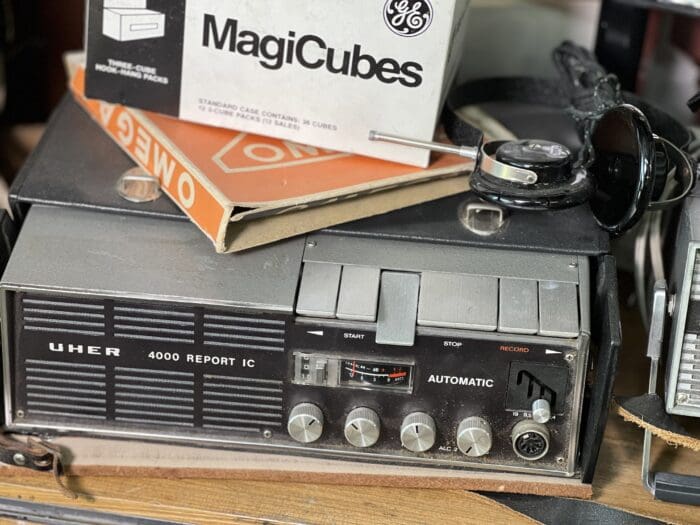 GE
MagiCubes
THREE-CUBE
HOOK-HANG PACKS
STANDARD CASE CONTAINS: 36 CUBES
12 3-CUBE PACKS (12 SALES)
OMEGA
UHER 4000 REPORT IC
START STOP RECORD
AUTOMATIC
ALC